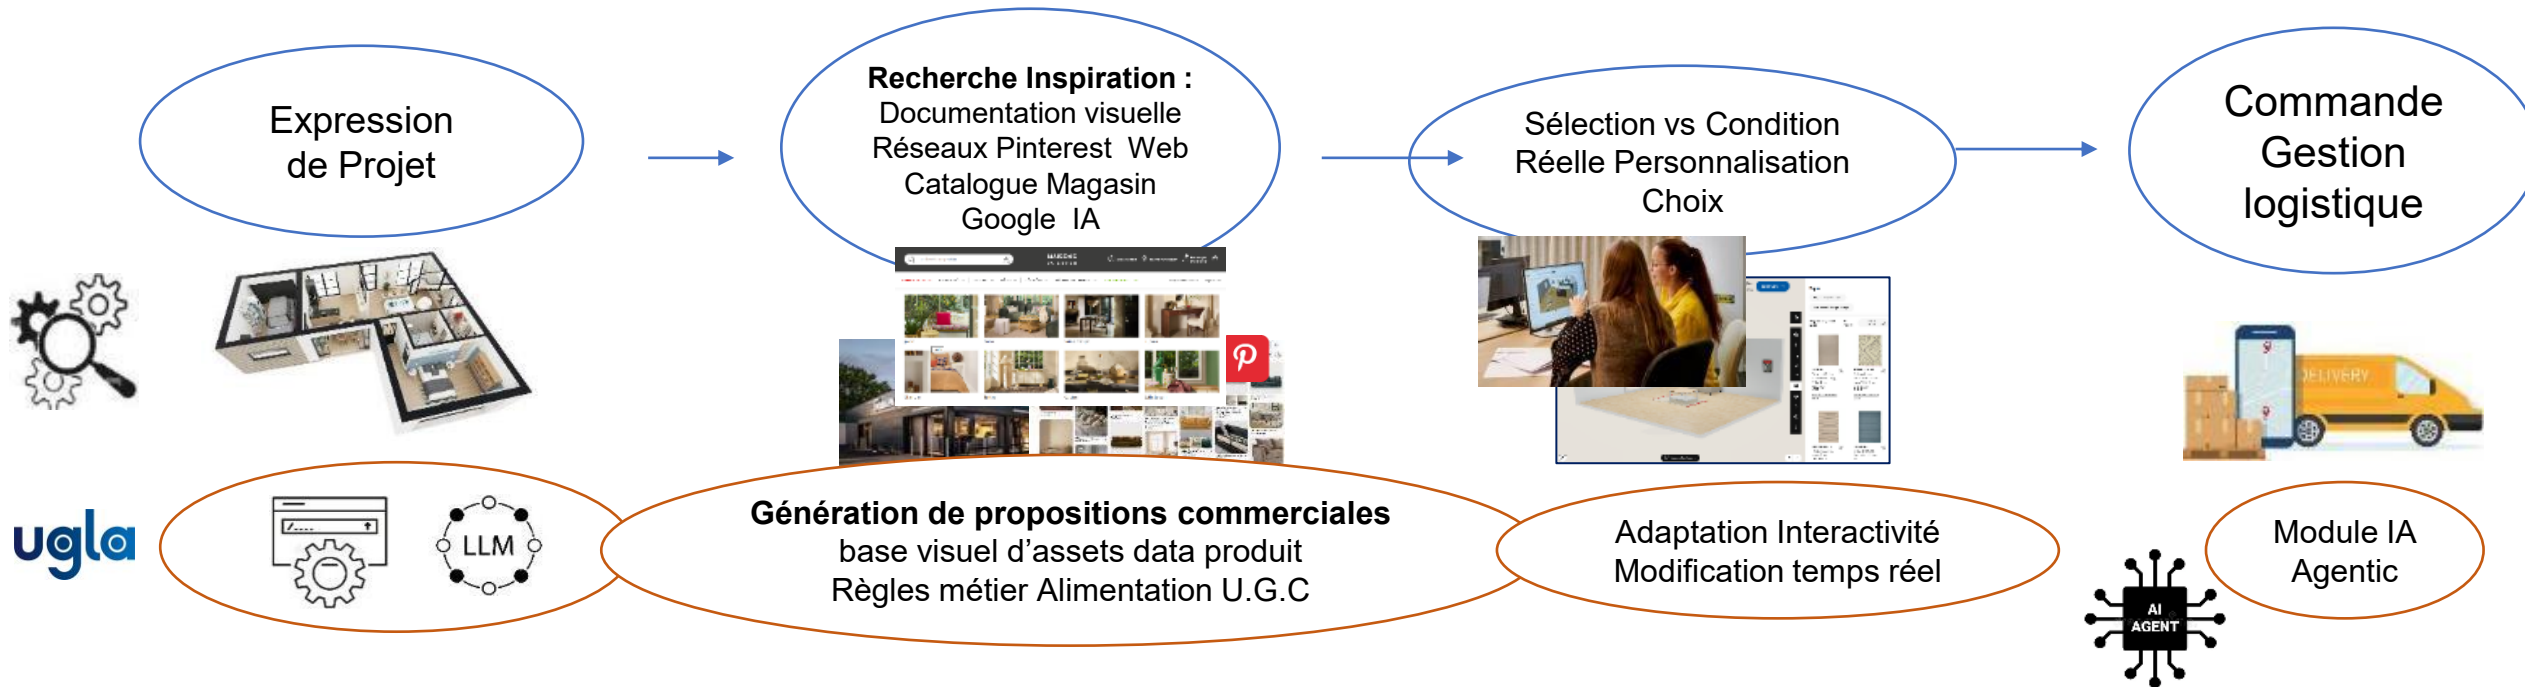 Expression
de Projet
Recherche Inspiration :
Documentation visuelle
Réseaux Pinterest Web
Catalogue Magasin
Google IA
Sélection vs Condition
Réelle Personnalisation
Choix
Commande
Gestion
logistique
DELIVERY
ugla
LLM
Génération de propositions commerciales
base visuel d'assets data produit
Règles métier Alimentation U.G.C
Adaptation Interactivité
Modification temps réel
AI
AGENT
Module IA
Agentic